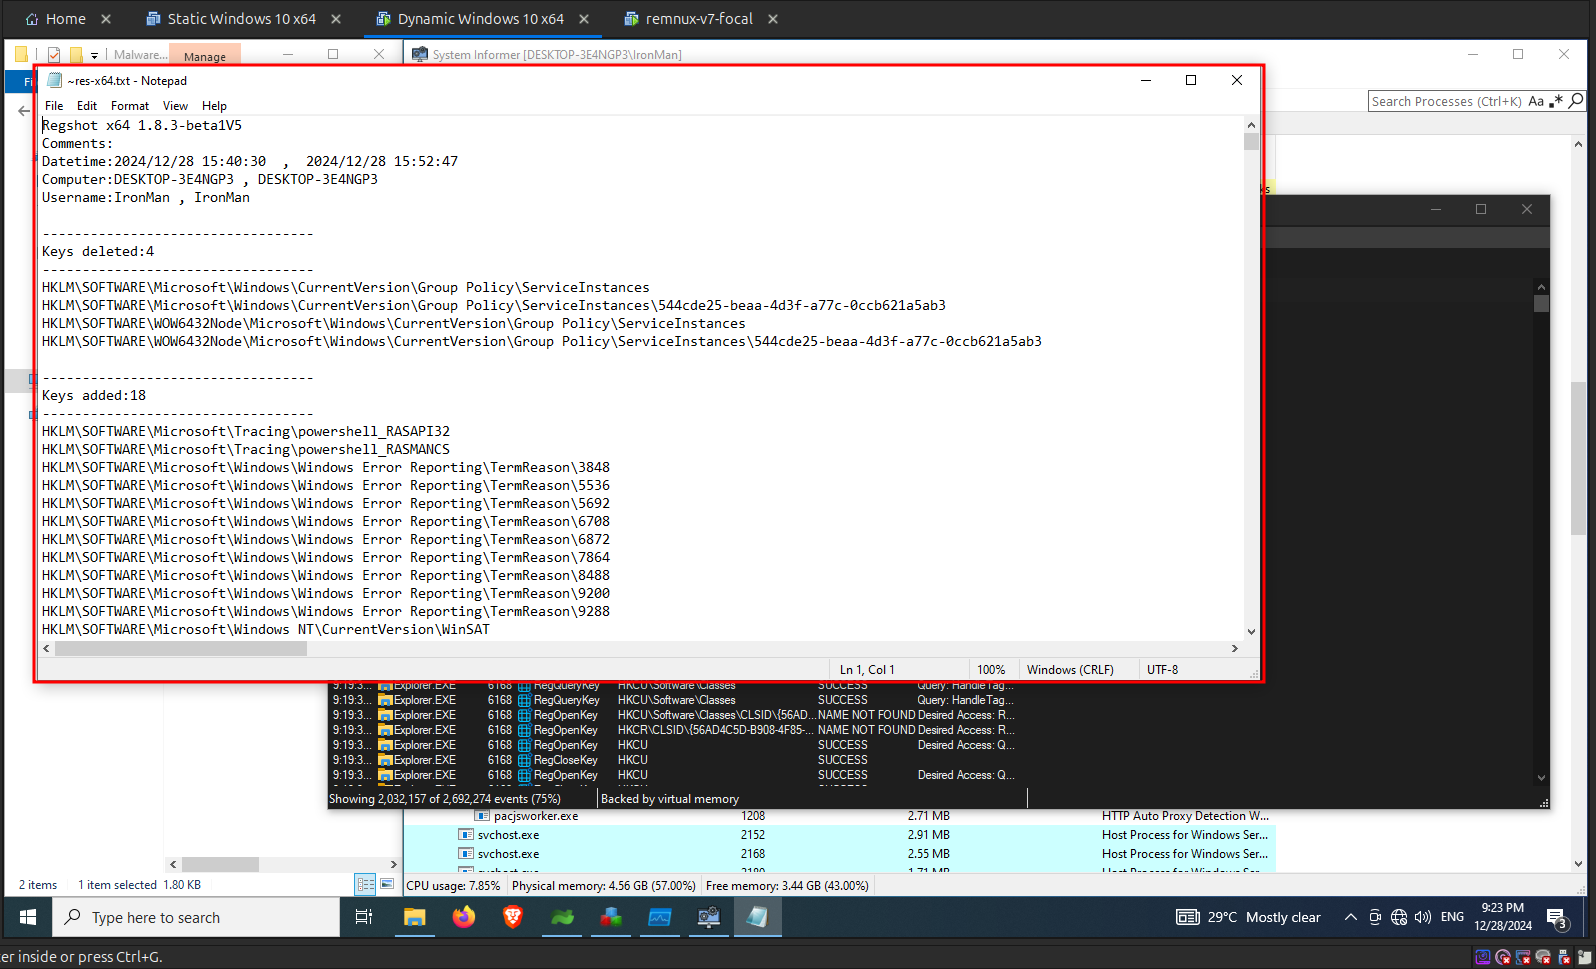 Home
Static Windows 10 x64
Dynamic Windows 10 x64
remnux-v7-focal
Malware...
Manage
System Informer [DESKTOP-3E4NGP3\IronMan]
~res-x64.txt - Notepad
File Edit Format View Help
Search Processes (Ctrl+K) Aa
Regshot x64 1.8.3-beta1V5
Comments:
Datetime:2024/12/28 15:40:30  ,  2024/12/28 15:52:47
Computer:DESKTOP-3E4NGP3 , DESKTOP-3E4NGP3
Username:IronMan , IronMan
----------------------------------
Keys deleted:4
----------------------------------
HKLM\SOFTWARE\Microsoft\Windows\CurrentVersion\Group Policy\ServiceInstances
HKLM\SOFTWARE\Microsoft\Windows\CurrentVersion\Group Policy\ServiceInstances\544cde25-beaa-4d3f-a77c-0ccb621a5ab3
HKLM\SOFTWARE\WOW6432Node\Microsoft\Windows\CurrentVersion\Group Policy\ServiceInstances
HKLM\SOFTWARE\WOW6432Node\Microsoft\Windows\CurrentVersion\Group Policy\ServiceInstances\544cde25-beaa-4d3f-a77c-0ccb621a5ab3
----------------------------------
Keys added:18
----------------------------------
HKLM\SOFTWARE\Microsoft\Tracing\powershell_RASAPI32
HKLM\SOFTWARE\Microsoft\Tracing\powershell_RASMANCS
HKLM\SOFTWARE\Microsoft\Windows\Windows Error Reporting\TermReason\3848
HKLM\SOFTWARE\Microsoft\Windows\Windows Error Reporting\TermReason\5536
HKLM\SOFTWARE\Microsoft\Windows\Windows Error Reporting\TermReason\5692
HKLM\SOFTWARE\Microsoft\Windows\Windows Error Reporting\TermReason\6708
HKLM\SOFTWARE\Microsoft\Windows\Windows Error Reporting\TermReason\6872
HKLM\SOFTWARE\Microsoft\Windows\Windows Error Reporting\TermReason\7864
HKLM\SOFTWARE\Microsoft\Windows\Windows Error Reporting\TermReason\8488
HKLM\SOFTWARE\Microsoft\Windows\Windows Error Reporting\TermReason\9200
HKLM\SOFTWARE\Microsoft\Windows\Windows Error Reporting\TermReason\9288
HKLM\SOFTWARE\Microsoft\Windows NT\CurrentVersion\WinSAT
Ln 1, Col 1 100% Windows (CRLF) UTF-8
9:19:3... Explorer.EXE 6168 RegQueryKey HKCU\Software\Classes SUCCESS Query: HandleTag...
9:19:3... Explorer.EXE 6168 RegQueryKey HKCU\Software\Classes SUCCESS Query: HandleTag...
9:19:3... Explorer.EXE 6168 RegOpenKey HKCU\Software\Classes\CLSID\{56AD... NAME NOT FOUND Desired Access: R...
9:19:3... Explorer.EXE 6168 RegOpenKey HKCR\CLSID\{56AD4C5D-B908-4F85-... NAME NOT FOUND Desired Access: R...
9:19:3... Explorer.EXE 6168 RegOpenKey HKCU SUCCESS Desired Access: Q...
9:19:3... Explorer.EXE 6168 RegCloseKey HKCU SUCCESS
9:19:3... Explorer.EXE 6168 RegOpenKey HKCU SUCCESS Desired Access: Q...
Showing 2,032,157 of 2,692,274 events (75%) Backed by virtual memory
pacjsworker.exe 1208 2.71 MB HTTP Auto Proxy Detection W...
svchost.exe 2152 2.91 MB Host Process for Windows Ser...
svchost.exe 2168 2.55 MB Host Process for Windows Ser...
2 items 1 item selected 1.80 KB
CPU usage: 7.85% Physical memory: 4.56 GB (57.00%) Free memory: 3.44 GB (43.00%)
Type here to search
29°C Mostly clear
ENG
9:23 PM
12/28/2024
3
er inside or press Ctrl+G.